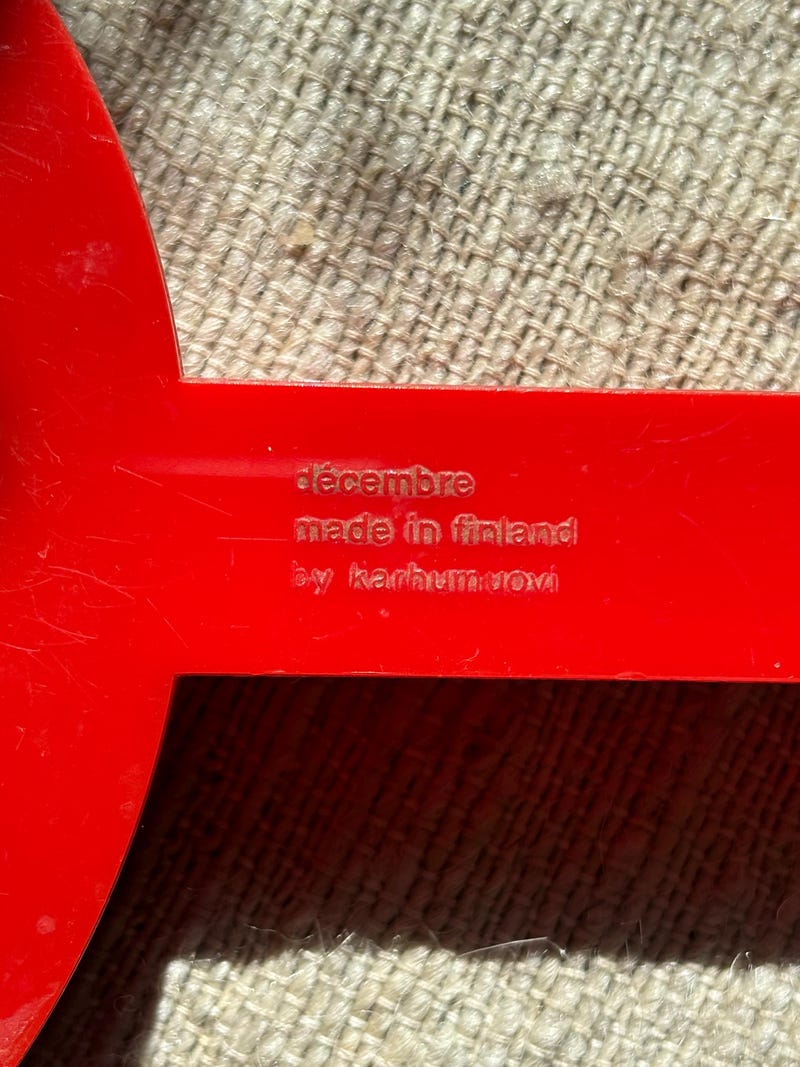 décembre
made in finland
by karhumuovi